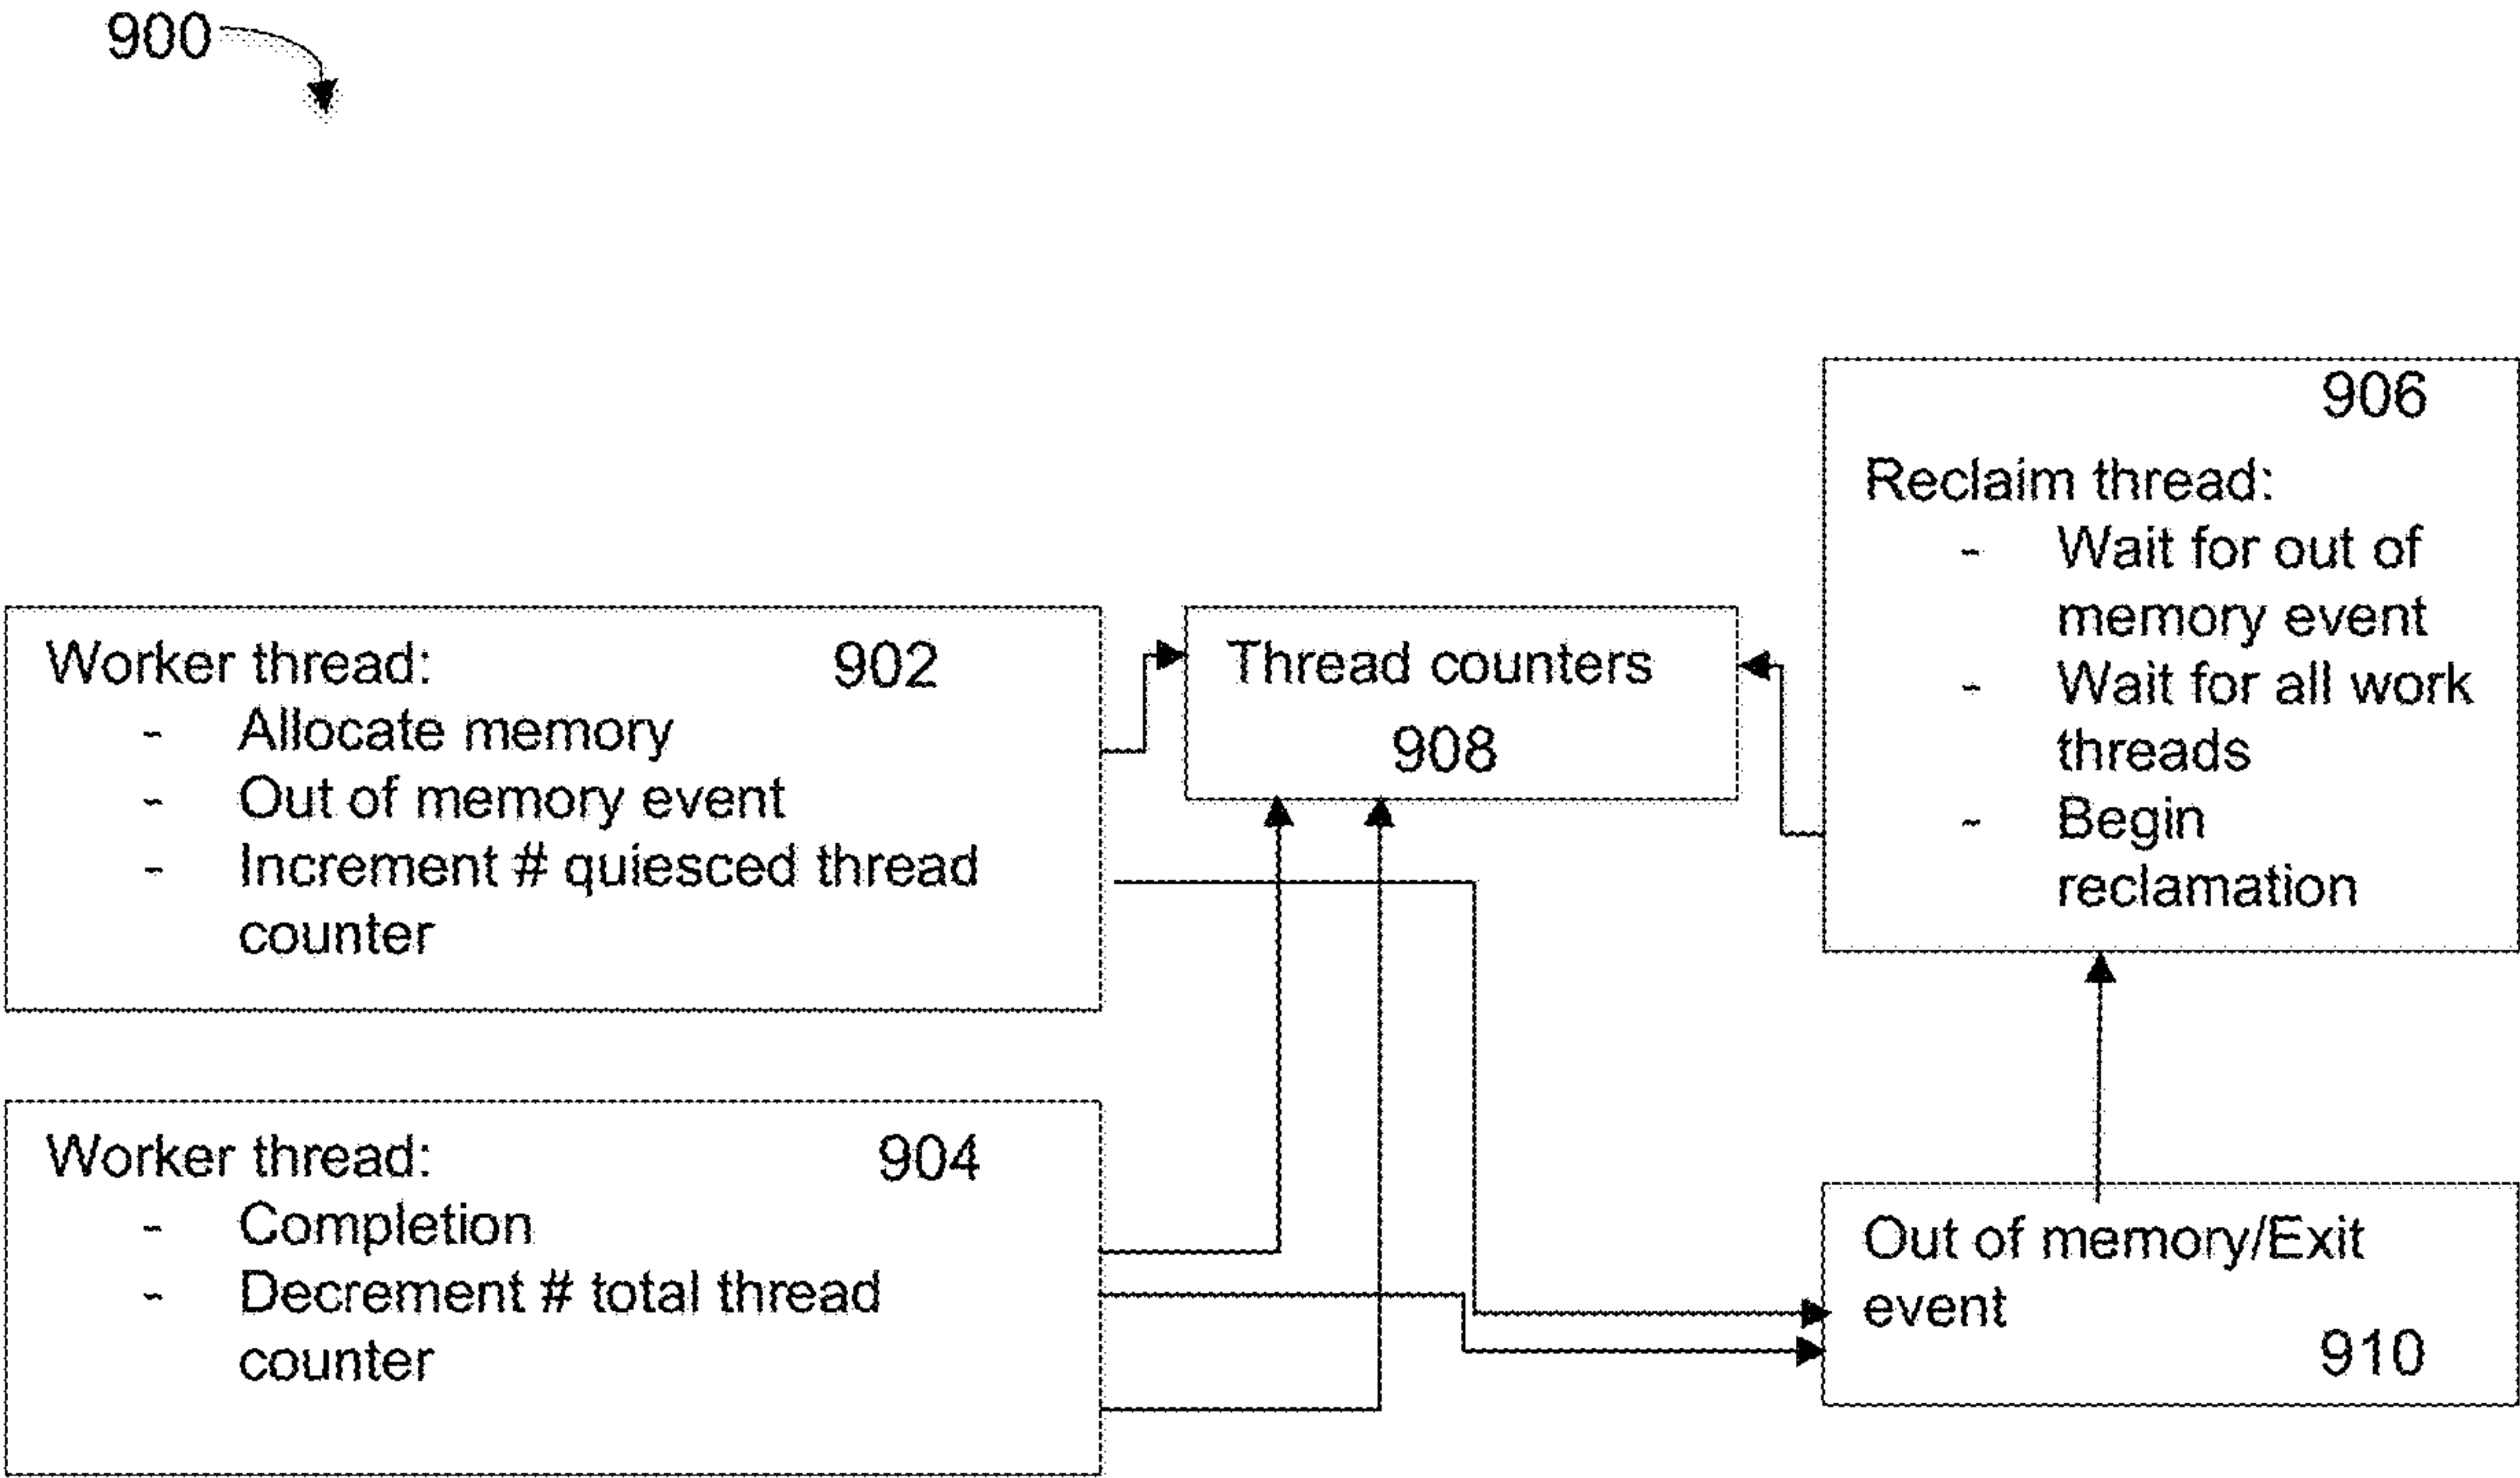 900
902
Worker thread:
- Allocate memory
- Out of memory event
- Increment # quiesced thread
counter
904
Worker thread:
- Completion
- Decrement # total thread
counter
Thread counters
908
906
Reclaim thread:
- Wait for out of
memory event
- Wait for all work
threads
- Begin
reclamation
Out of memory/Exit
event
910